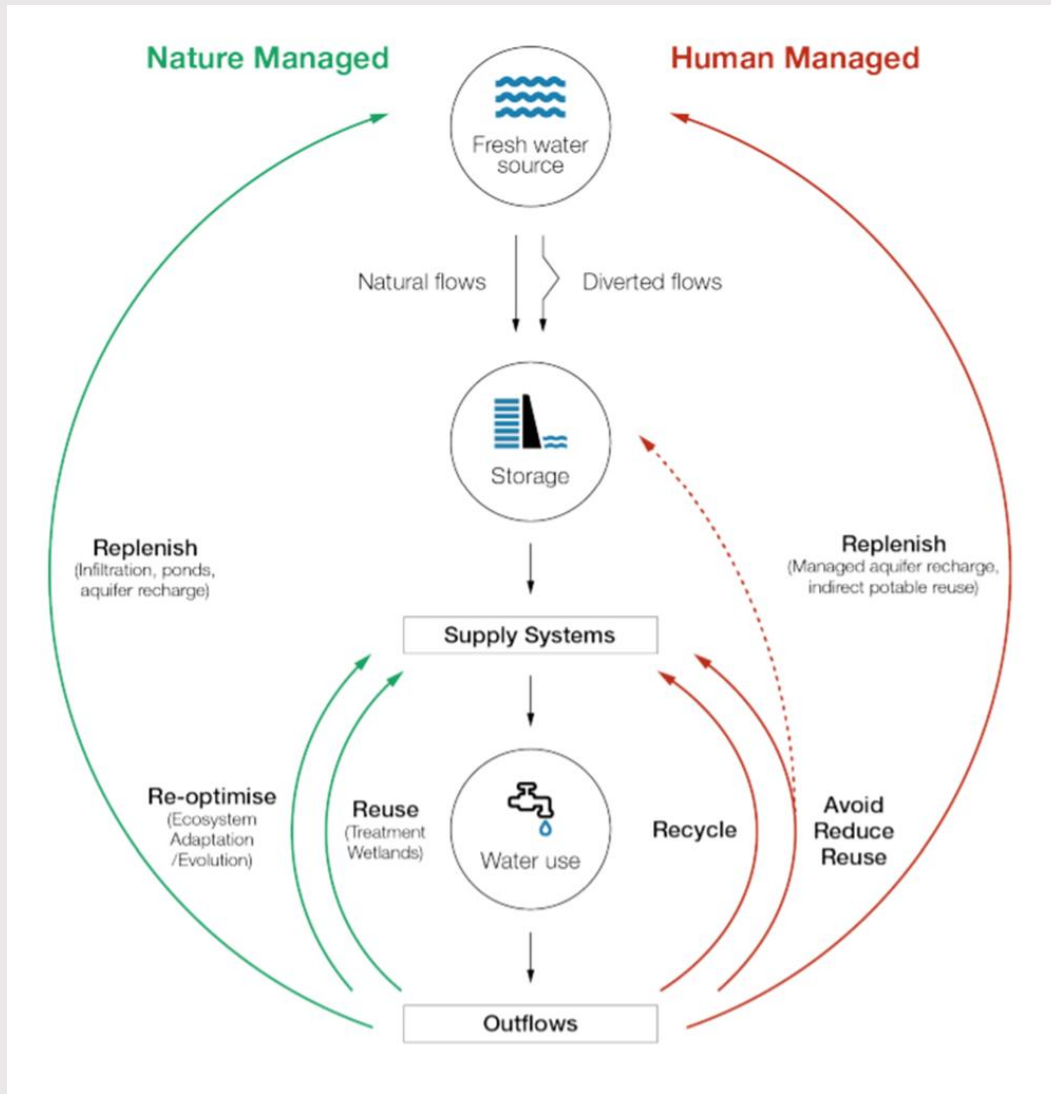 Nature Managed
Human Managed
Fresh water
source
Natural flows
Diverted flows
Storage
Replenish
(Infiltration, ponds,
aquifer recharge)
Replenish
(Managed aquifer recharge,
indirect potable reuse)
Supply Systems
Re-optimise
(Ecosystem
Adaptation
/Evolution)
Reuse
(Treatment
Wetlands)
Water use
Recycle
Avoid
Reduce
Reuse
Outflows